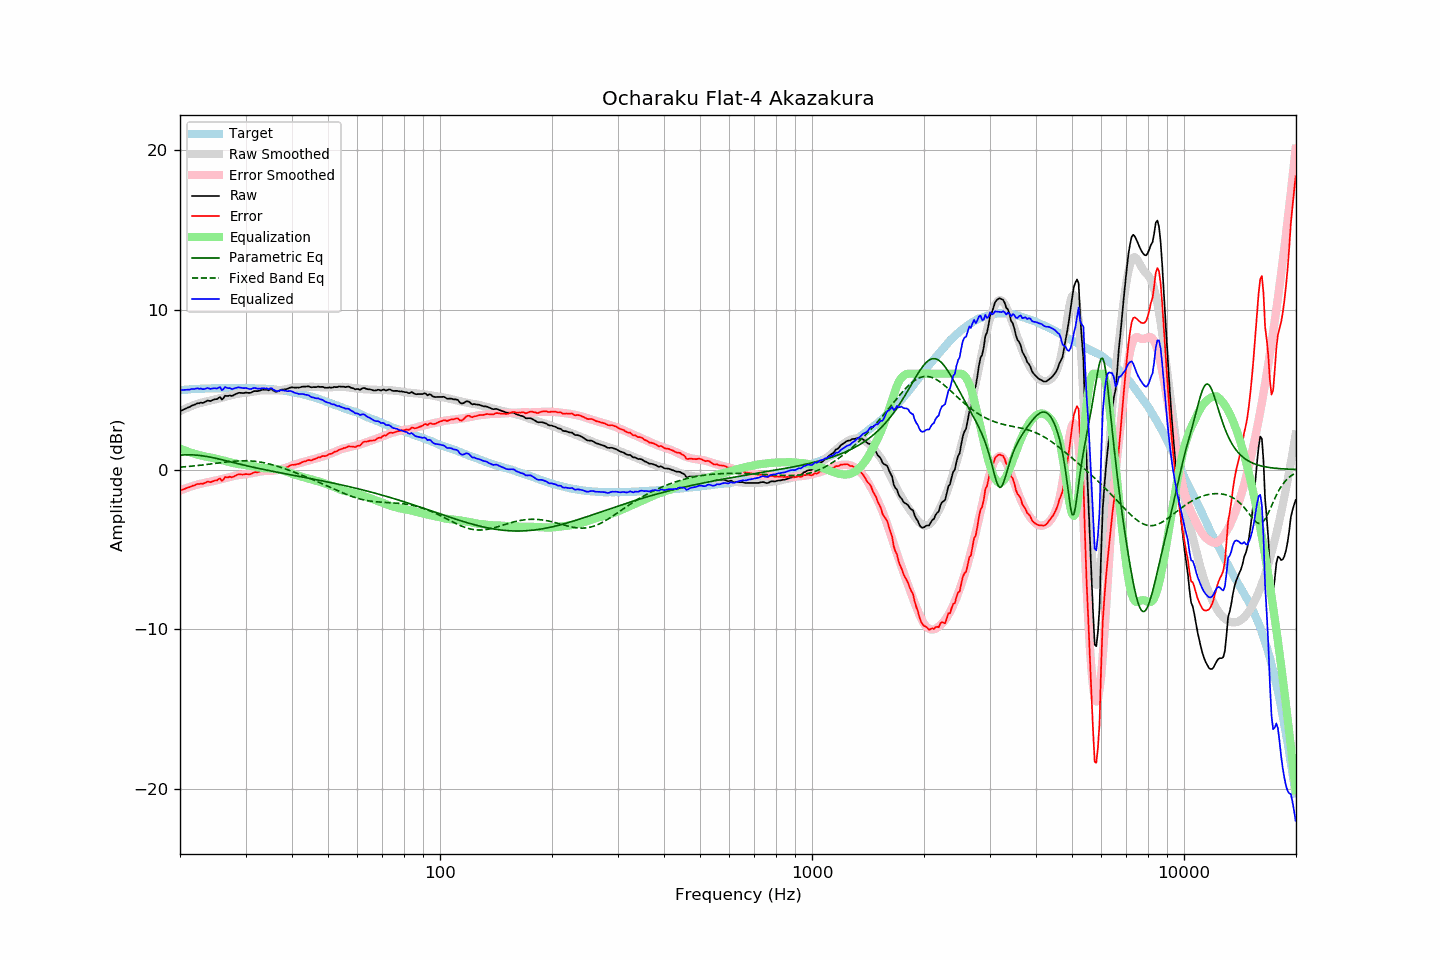 Ocharaku Flat-4 Akazakura
Target
Raw Smoothed
Error Smoothed
Raw
Error
Equalization
Parametric Eq
Fixed Band Eq
Equalized
20
10
0
−10
−20
Amplitude (dBr)
100
1000
10000
Frequency (Hz)